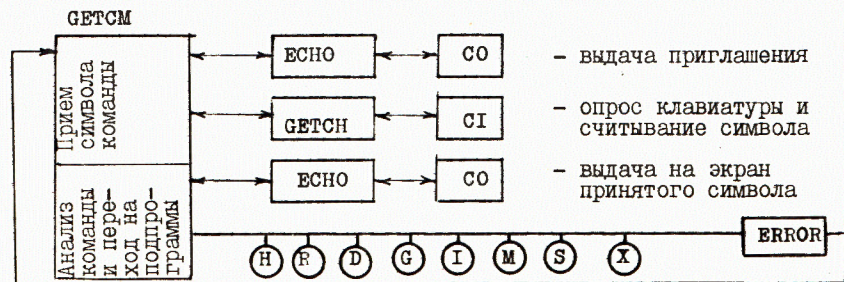 GETCM
Прием
символа
команды
ECHO
CO
- выдача приглашения
GETCH
CI
- опрос клавиатуры и
считывание символа
ECHO
CO
- выдача на экран
принятого символа
Анализ
команды
и пере-
ход на
подпро-
граммы
H R D G I M S X
ERROR